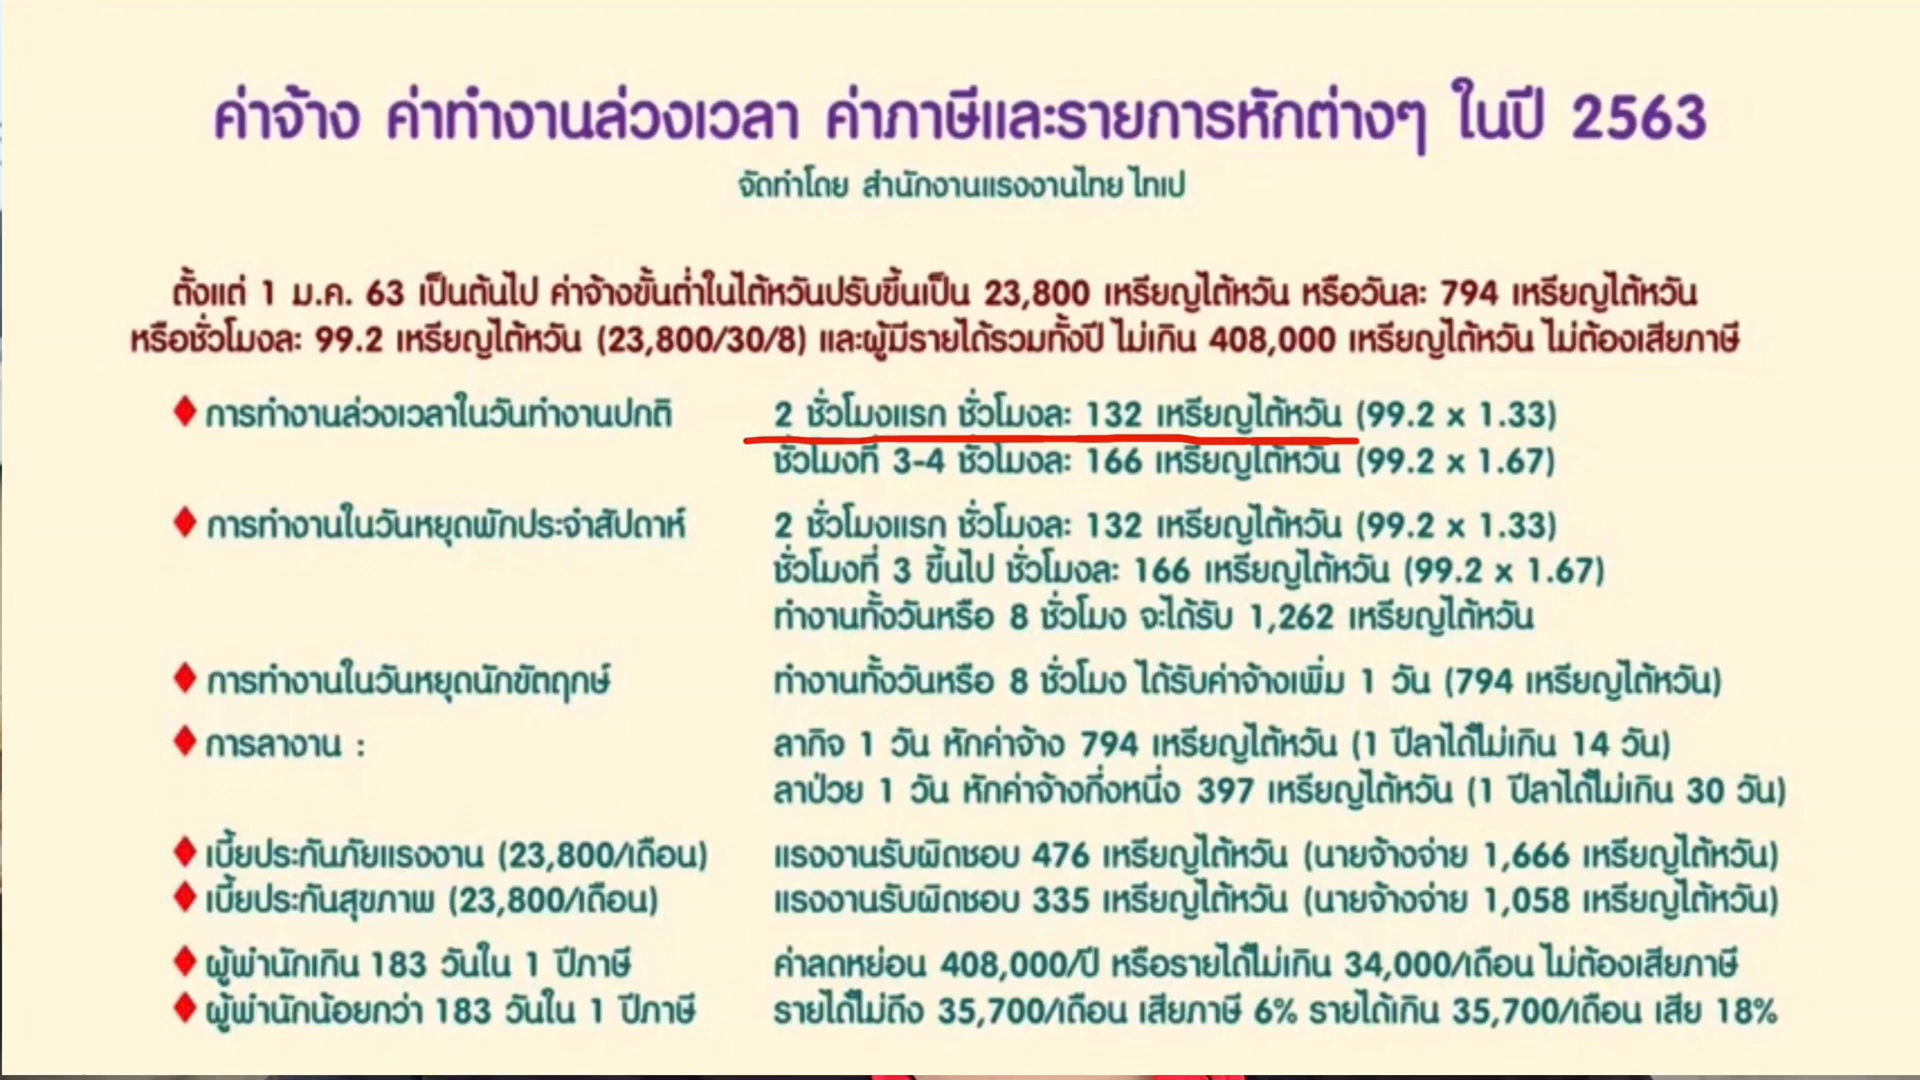 ค่าจ้าง ค่าทำงานล่วงเวลา ค่าภาษีและรายการหักต่างๆ ในปี 2563
จัดทำโดย สำนักงานแรงงานไทย ไทเป
ตั้งแต่ 1 ม.ค. 63 เป็นต้นไป ค่าจ้างขั้นต่ำในไต้หวันปรับขึ้นเป็น 23,800 เหรียญไต้หวัน หรือวันละ 794 เหรียญไต้หวัน
หรือชั่วโมงละ 99.2 เหรียญไต้หวัน (23,800/30/8) และผู้มีรายได้รวมทั้งปี ไม่เกิน 408,000 เหรียญไต้หวัน ไม่ต้องเสียภาษี
♦ การทำงานล่วงเวลาในวันทำงานปกติ 2 ชั่วโมงแรก ชั่วโมงละ 132 เหรียญไต้หวัน (99.2 x 1.33)
ชั่วโมงที่ 3-4 ชั่วโมงละ 166 เหรียญไต้หวัน (99.2 x 1.67)
♦ การทำงานในวันหยุดพักประจำสัปดาห์ 2 ชั่วโมงแรก ชั่วโมงละ 132 เหรียญไต้หวัน (99.2 x 1.33)
ชั่วโมงที่ 3 ขึ้นไป ชั่วโมงละ 166 เหรียญไต้หวัน (99.2 x 1.67)
ทำงานทั้งวันหรือ 8 ชั่วโมง จะได้รับ 1,262 เหรียญไต้หวัน
♦ การทำงานในวันหยุดนักขัตฤกษ์ ทำงานทั้งวันหรือ 8 ชั่วโมง ได้รับค่าจ้างเพิ่ม 1 วัน (794 เหรียญไต้หวัน)
♦ การลางาน : ลากิจ 1 วัน หักค่าจ้าง 794 เหรียญไต้หวัน (1 ปีลาได้ไม่เกิน 14 วัน)
ลาป่วย 1 วัน หักค่าจ้างกึ่งหนึ่ง 397 เหรียญไต้หวัน (1 ปีลาได้ไม่เกิน 30 วัน)
♦ เบี้ยประกันภัยแรงงาน (23,800/เดือน) แรงงานรับผิดชอบ 476 เหรียญไต้หวัน (นายจ้างจ่าย 1,666 เหรียญไต้หวัน)
♦ เบี้ยประกันสุขภาพ (23,800/เดือน) แรงงานรับผิดชอบ 335 เหรียญไต้หวัน (นายจ้างจ่าย 1,058 เหรียญไต้หวัน)
♦ ผู้พำนักเกิน 183 วันใน 1 ปีภาษี ค่าลดหย่อน 408,000/ปี หรือรายได้ไม่เกิน 34,000/เดือน ไม่ต้องเสียภาษี
♦ ผู้พำนักน้อยกว่า 183 วันใน 1 ปีภาษี รายได้ไม่ถึง 35,700/เดือน เสียภาษี 6% รายได้เกิน 35,700/เดือน เสีย 18%